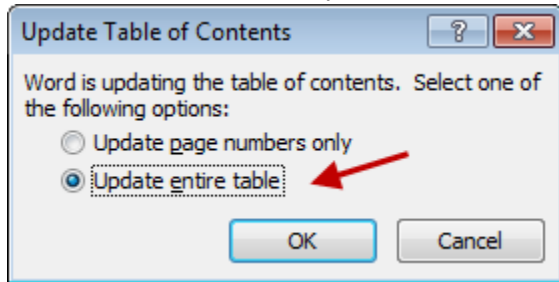 Update Table of Contents
?
Word is updating the table of contents. Select one of
the following options:
Update page numbers only
Update entire table
OK
Cancel